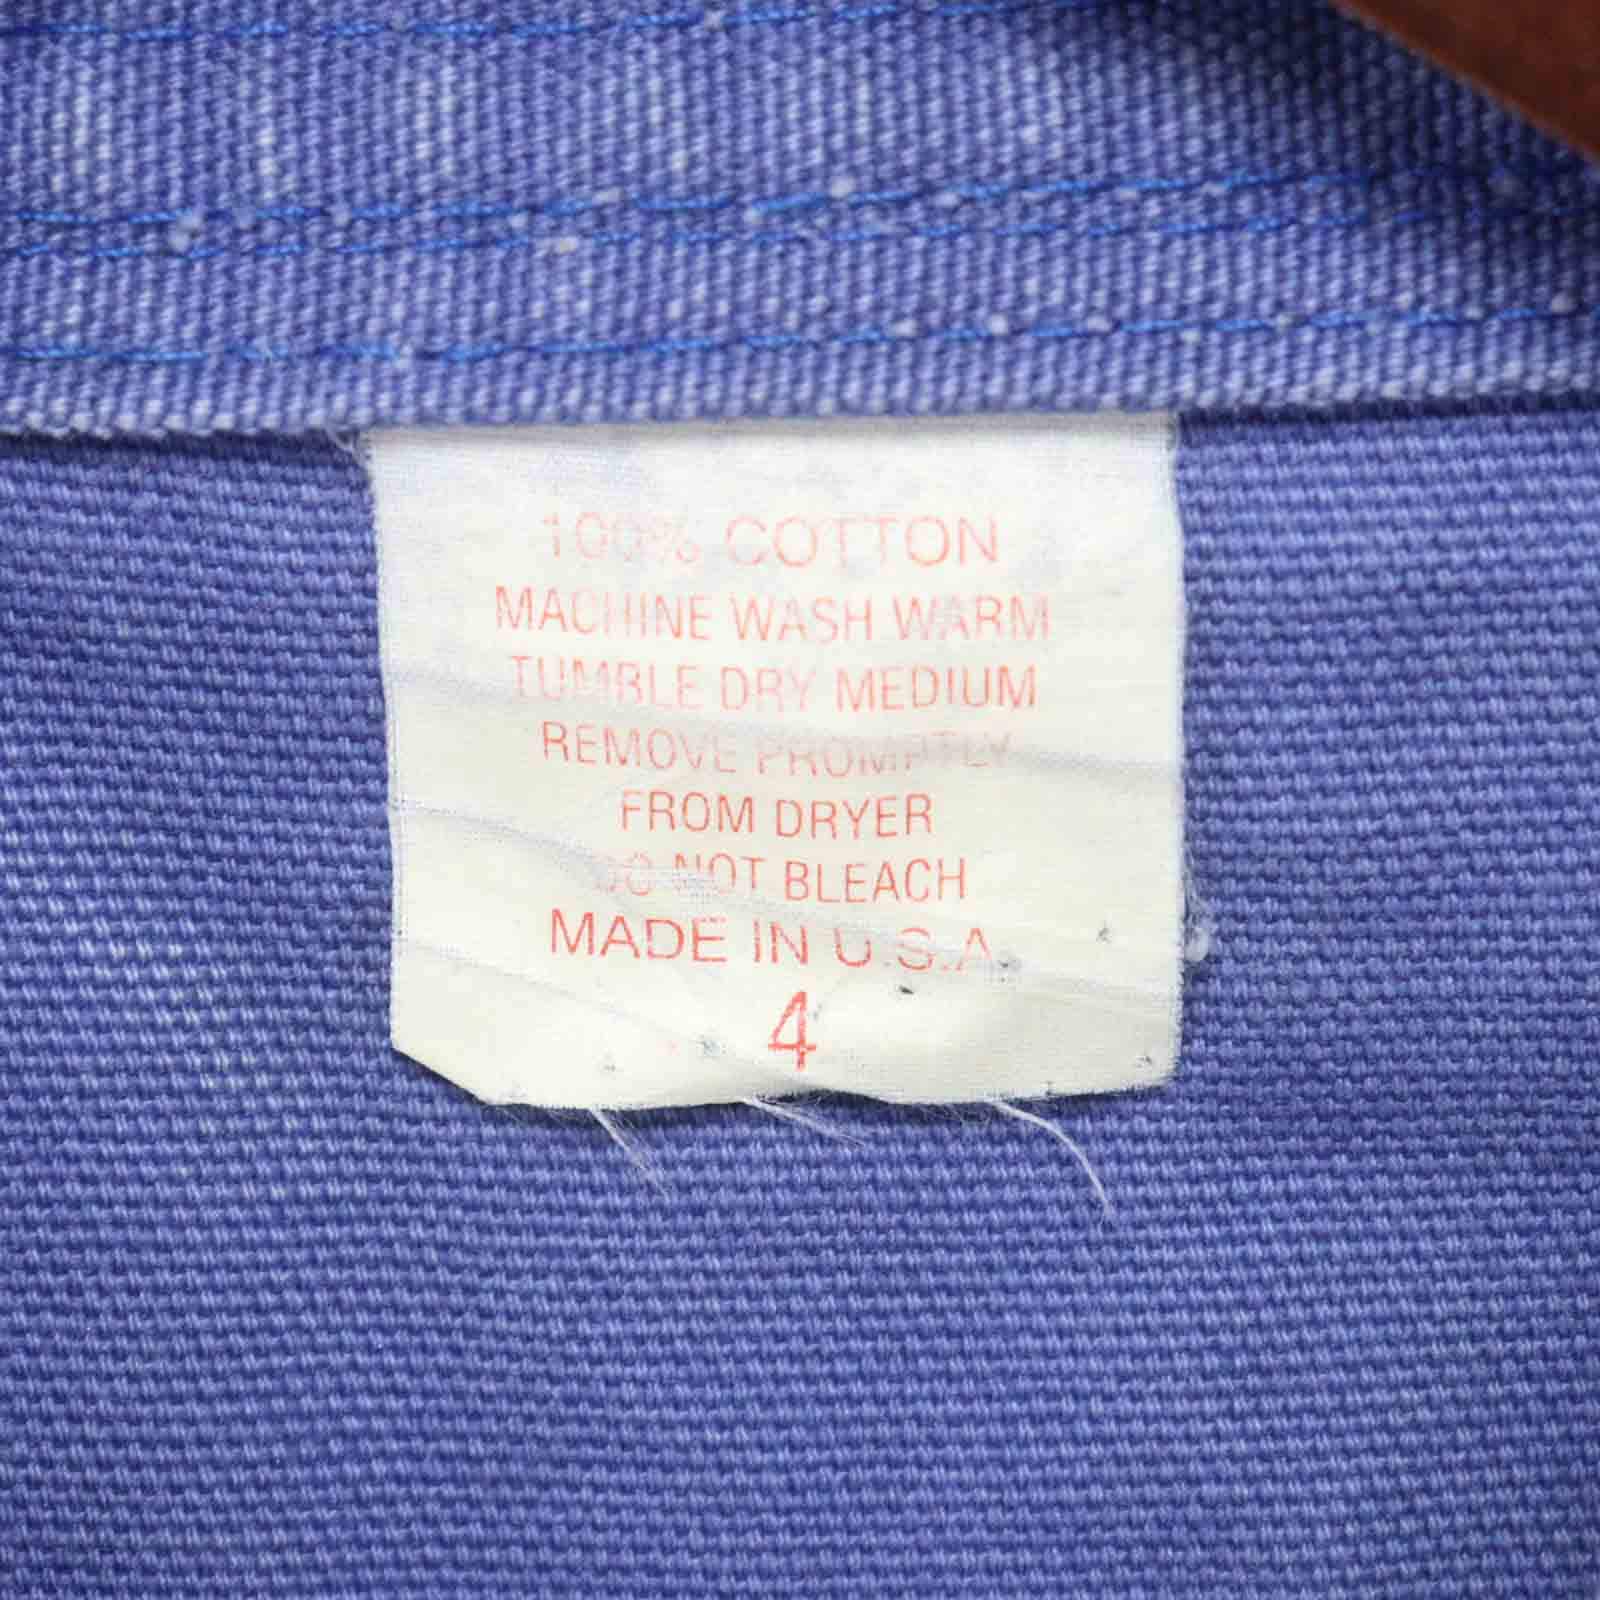 100% COTTON
MACHINE WASH WARM
TUMBLE DRY MEDIUM
REMOVE PROMPTLY
FROM DRYER
DO NOT BLEACH
MADE IN U.S.A.
4